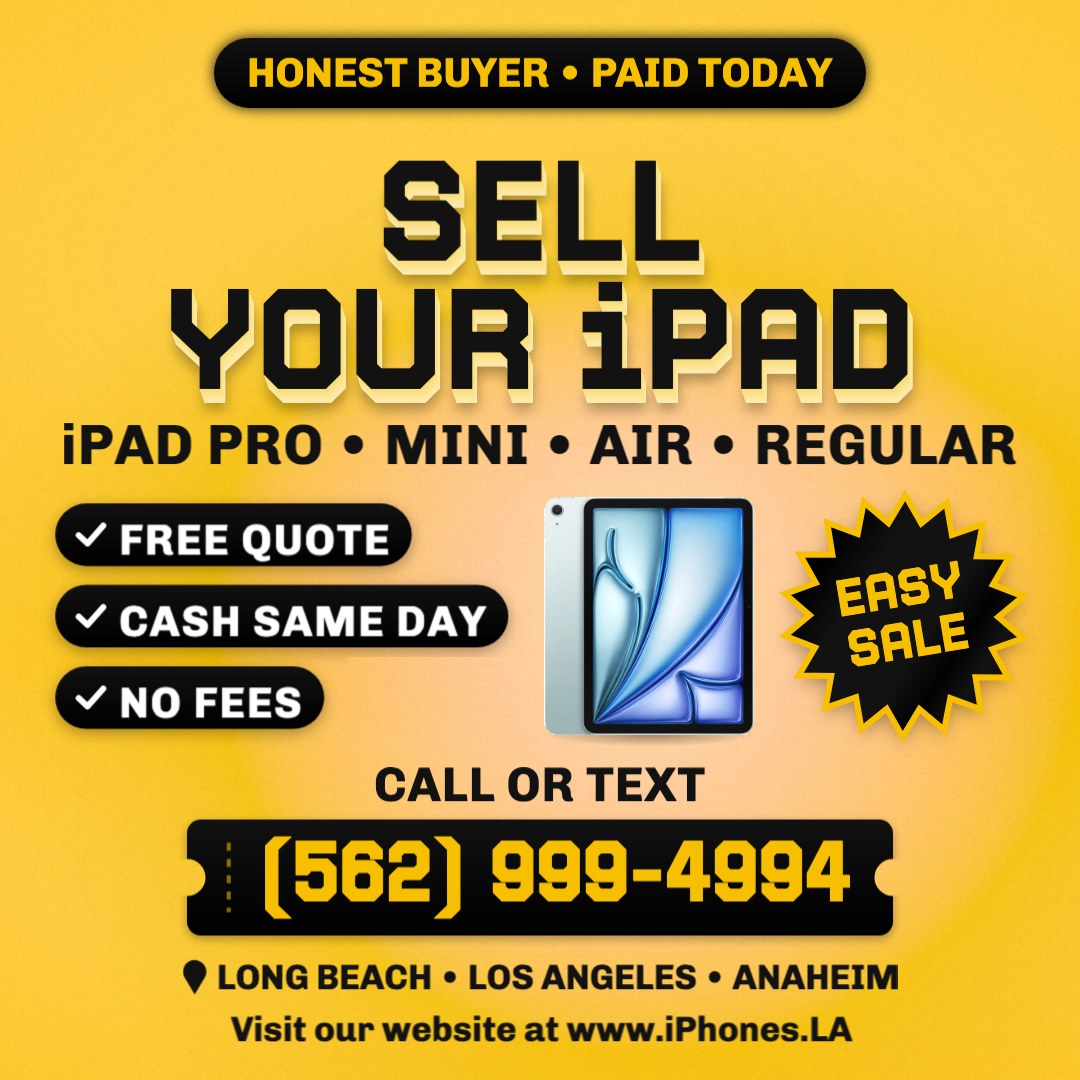 HONEST BUYER • PAID TODAY
SELL
YOUR iPAD
iPAD PRO • MINI • AIR • REGULAR
FREE QUOTE
CASH SAME DAY
NO FEES
EASY
SALE
CALL OR TEXT
(562) 999-4994
LONG BEACH • LOS ANGELES • ANAHEIM
Visit our website at www.iPhones.LA